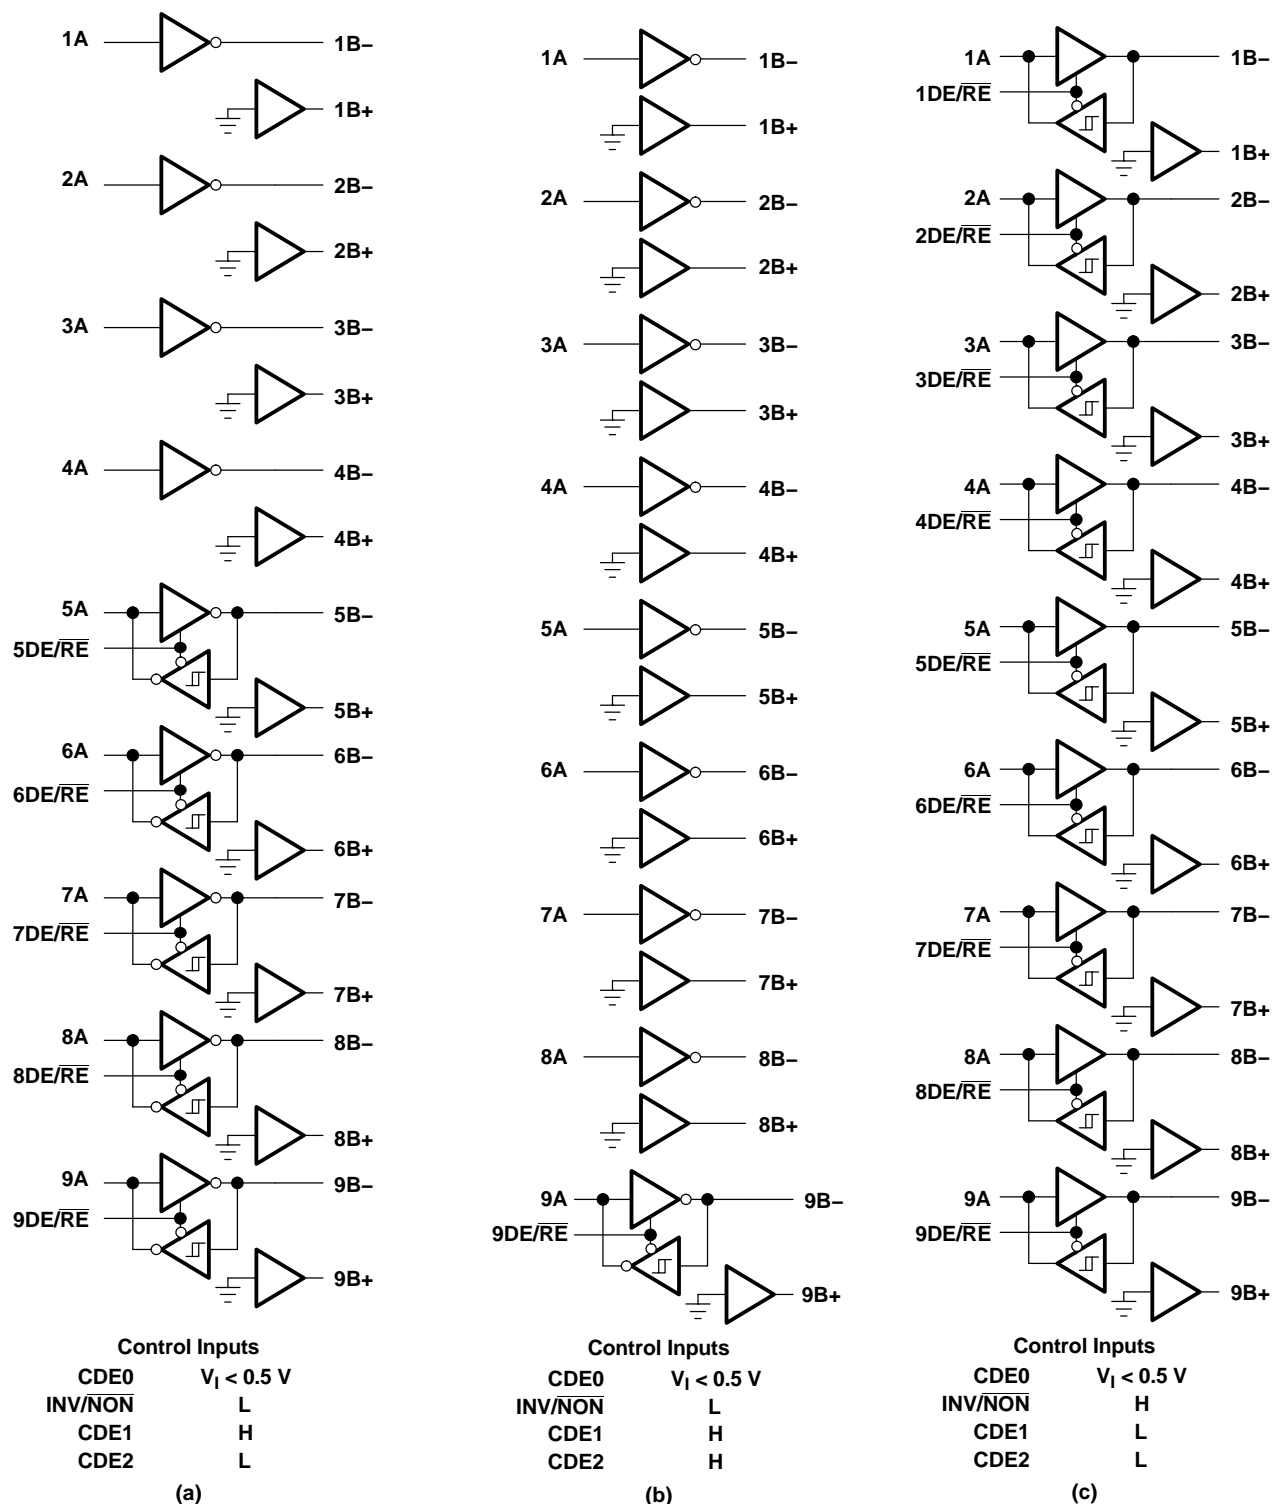 1A
1B–
1B+
2A
2B–
2B+
3A
3B–
3B+
4A
4B–
4B+
5A
5B–
5DE/RE
5B+
6A
6B–
6DE/RE
6B+
7A
7B–
7DE/RE
7B+
8A
8B–
8DE/RE
8B+
9A
9B–
9DE/RE
9B+
Control Inputs
CDE0 VI < 0.5 V
INV/NON L
CDE1 H
CDE2 L
(a)
1A
1B–
1B+
2A
2B–
2B+
3A
3B–
3B+
4A
4B–
4B+
5A
5B–
5B+
6A
6B–
6B+
7A
7B–
7B+
8A
8B–
8B+
9A
9B–
9DE/RE
9B+
Control Inputs
CDE0 VI < 0.5 V
INV/NON L
CDE1 H
CDE2 H
(b)
1A
1B–
1DE/RE
1B+
2A
2B–
2DE/RE
2B+
3A
3B–
3DE/RE
3B+
4A
4B–
4DE/RE
4B+
5A
5B–
5DE/RE
5B+
6A
6B–
6DE/RE
6B+
7A
7B–
7DE/RE
7B+
8A
8B–
8DE/RE
8B+
9A
9B–
9DE/RE
9B+
Control Inputs
CDE0 VI < 0.5 V
INV/NON H
CDE1 L
CDE2 L
(c)